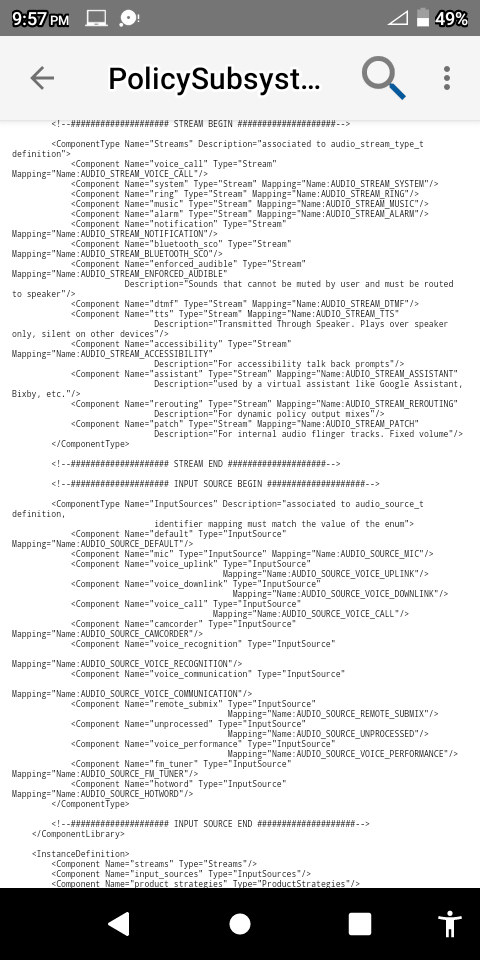 9:57 PM
49%
PolicySubsyst...
<!--#################### STREAM BEGIN ####################-->
<ComponentType Name="Streams" Description="associated to audio_stream_type_t
definition">
<Component Name="voice_call" Type="Stream"
Mapping="Name:AUDIO_STREAM_VOICE_CALL"/>
<Component Name="system" Type="Stream" Mapping="Name:AUDIO_STREAM_SYSTEM"/>
<Component Name="ring" Type="Stream" Mapping="Name:AUDIO_STREAM_RING"/>
<Component Name="music" Type="Stream" Mapping="Name:AUDIO_STREAM_MUSIC"/>
<Component Name="alarm" Type="Stream" Mapping="Name:AUDIO_STREAM_ALARM"/>
<Component Name="notification" Type="Stream"
Mapping="Name:AUDIO_STREAM_NOTIFICATION"/>
<Component Name="bluetooth_sco" Type="Stream"
Mapping="Name:AUDIO_STREAM_BLUETOOTH_SCO"/>
<Component Name="enforced_audible" Type="Stream"
Mapping="Name:AUDIO_STREAM_ENFORCED_AUDIBLE"
Description="Sounds that cannot be muted by user and must be routed
to speaker"/>
<Component Name="dtmf" Type="Stream" Mapping="Name:AUDIO_STREAM_DTMF"/>
<Component Name="tts" Type="Stream" Mapping="Name:AUDIO_STREAM_TTS"
Description="Transmitted Through Speaker. Plays over speaker
only, silent on other devices"/>
<Component Name="accessibility" Type="Stream"
Mapping="Name:AUDIO_STREAM_ACCESSIBILITY"
Description="For accessibility talk back prompts"/>
<Component Name="assistant" Type="Stream" Mapping="Name:AUDIO_STREAM_ASSISTANT"
Description="used by a virtual assistant like Google Assistant,
Bixby, etc."/>
<Component Name="rerouting" Type="Stream" Mapping="Name:AUDIO_STREAM_REROUTING"
Description="For dynamic policy output mixes"/>
<Component Name="patch" Type="Stream" Mapping="Name:AUDIO_STREAM_PATCH"
Description="For internal audio flinger tracks. Fixed volume"/>
</ComponentType>
<!--#################### STREAM END ####################-->
<!--#################### INPUT SOURCE BEGIN ####################-->
<ComponentType Name="InputSources" Description="associated to audio_source_t
definition,
identifier mapping must match the value of the enum">
<Component Name="default" Type="InputSource"
Mapping="Name:AUDIO_SOURCE_DEFAULT"/>
<Component Name="mic" Type="InputSource" Mapping="Name:AUDIO_SOURCE_MIC"/>
<Component Name="voice_uplink" Type="InputSource"
Mapping="Name:AUDIO_SOURCE_VOICE_UPLINK"/>
<Component Name="voice_downlink" Type="InputSource"
Mapping="Name:AUDIO_SOURCE_VOICE_DOWNLINK"/>
<Component Name="voice_call" Type="InputSource"
Mapping="Name:AUDIO_SOURCE_VOICE_CALL"/>
<Component Name="camcorder" Type="InputSource"
Mapping="Name:AUDIO_SOURCE_CAMCORDER"/>
<Component Name="voice_recognition" Type="InputSource"
Mapping="Name:AUDIO_SOURCE_VOICE_RECOGNITION"/>
<Component Name="voice_communication" Type="InputSource"
Mapping="Name:AUDIO_SOURCE_VOICE_COMMUNICATION"/>
<Component Name="remote_submix" Type="InputSource"
Mapping="Name:AUDIO_SOURCE_REMOTE_SUBMIX"/>
<Component Name="unprocessed" Type="InputSource"
Mapping="Name:AUDIO_SOURCE_UNPROCESSED"/>
<Component Name="voice_performance" Type="InputSource"
Mapping="Name:AUDIO_SOURCE_VOICE_PERFORMANCE"/>
<Component Name="fm_tuner" Type="InputSource"
Mapping="Name:AUDIO_SOURCE_FM_TUNER"/>
<Component Name="hotword" Type="InputSource"
Mapping="Name:AUDIO_SOURCE_HOTWORD"/>
</ComponentType>
<!--#################### INPUT SOURCE END ####################-->
</ComponentLibrary>
<InstanceDefinition>
<Component Name="streams" Type="Streams"/>
<Component Name="input_sources" Type="InputSources"/>
<Component Name="product_strategies" Type="ProductStrategies"/>